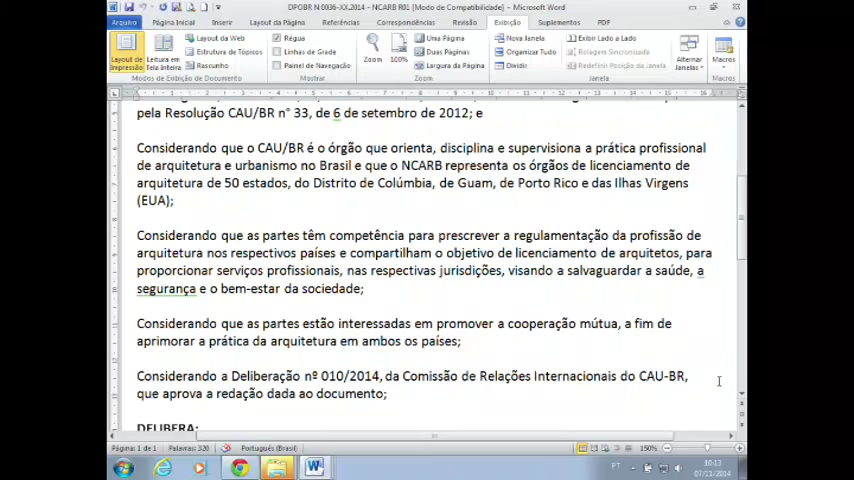 DPOBR N.0036-XX.2014 - NCARB R01 [Modo de Compatibilidade] - Microsoft Word
Arquivo Página Inicial Inserir Layout da Página Referências Correspondências Revisão Exibição Suplementos PDF
Layout de Impressão
Leitura em Tela Inteira
Layout da Web
Estrutura de Tópicos
Rascunho
Modos de Exibição de Documento
Régua
Linhas de Grade
Painel de Navegação
Mostrar
Zoom
100%
Uma Página
Duas Páginas
Largura da Página
Zoom
Nova Janela
Organizar Tudo
Dividir
Exibir Lado a Lado
Rolagem Sincronizada
Redefinir Posição da Janela
Janela
Alternar Janelas
Macros
Macros
pela Resolução CAU/BR n° 33, de 6 de setembro de 2012; e
Considerando que o CAU/BR é o órgão que orienta, disciplina e supervisiona a prática profissional
de arquitetura e urbanismo no Brasil e que o NCARB representa os órgãos de licenciamento de
arquitetura de 50 estados, do Distrito de Colúmbia, de Guam, de Porto Rico e das Ilhas Virgens
(EUA);
Considerando que as partes têm competência para prescrever a regulamentação da profissão de
arquitetura nos respectivos países e compartilham o objetivo de licenciamento de arquitetos, para
proporcionar serviços profissionais, nas respectivas jurisdições, visando a salvaguardar a saúde, a
segurança e o bem-estar da sociedade;
Considerando que as partes estão interessadas em promover a cooperação mútua, a fim de
aprimorar a prática da arquitetura em ambos os países;
Considerando a Deliberação nº 010/2014, da Comissão de Relações Internacionais do CAU-BR,
que aprova a redação dada ao documento;
DELIBERA:
Página: 1 de 1 Palavras: 320 Português (Brasil) 150%
PT 10:13
07/11/2014